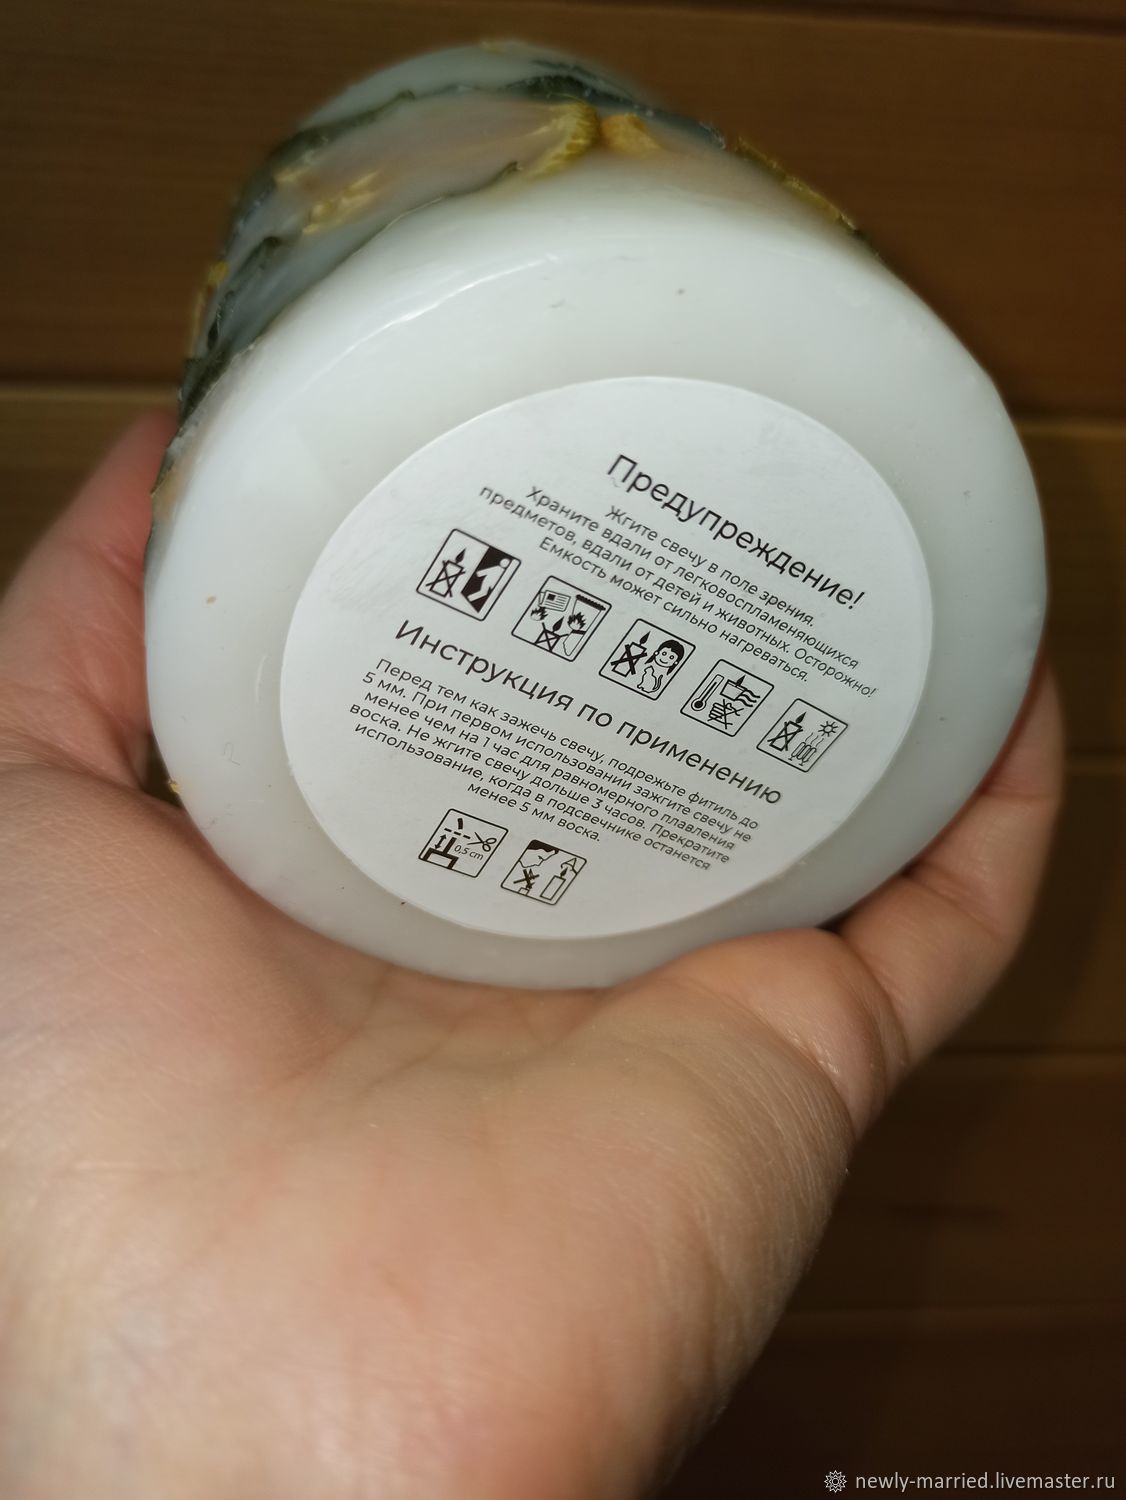 Предупреждение!
Жгите свечу в поле зрения.
Храните вдали от легковоспламеняющихся
предметов, вдали от детей и животных. Осторожно!
Емкость может сильно нагреваться.
Инструкция по применению
Перед тем как зажечь свечу, подрежьте фитиль до
5 мм. При первом использовании зажгите свечу не
менее чем на 1 час для равномерного плавления
воска. Не жгите свечу дольше 3 часов. Прекратите
использование, когда в подсвечнике останется
менее 5 мм воска.
0,5 cm
newly-married.livemaster.ru